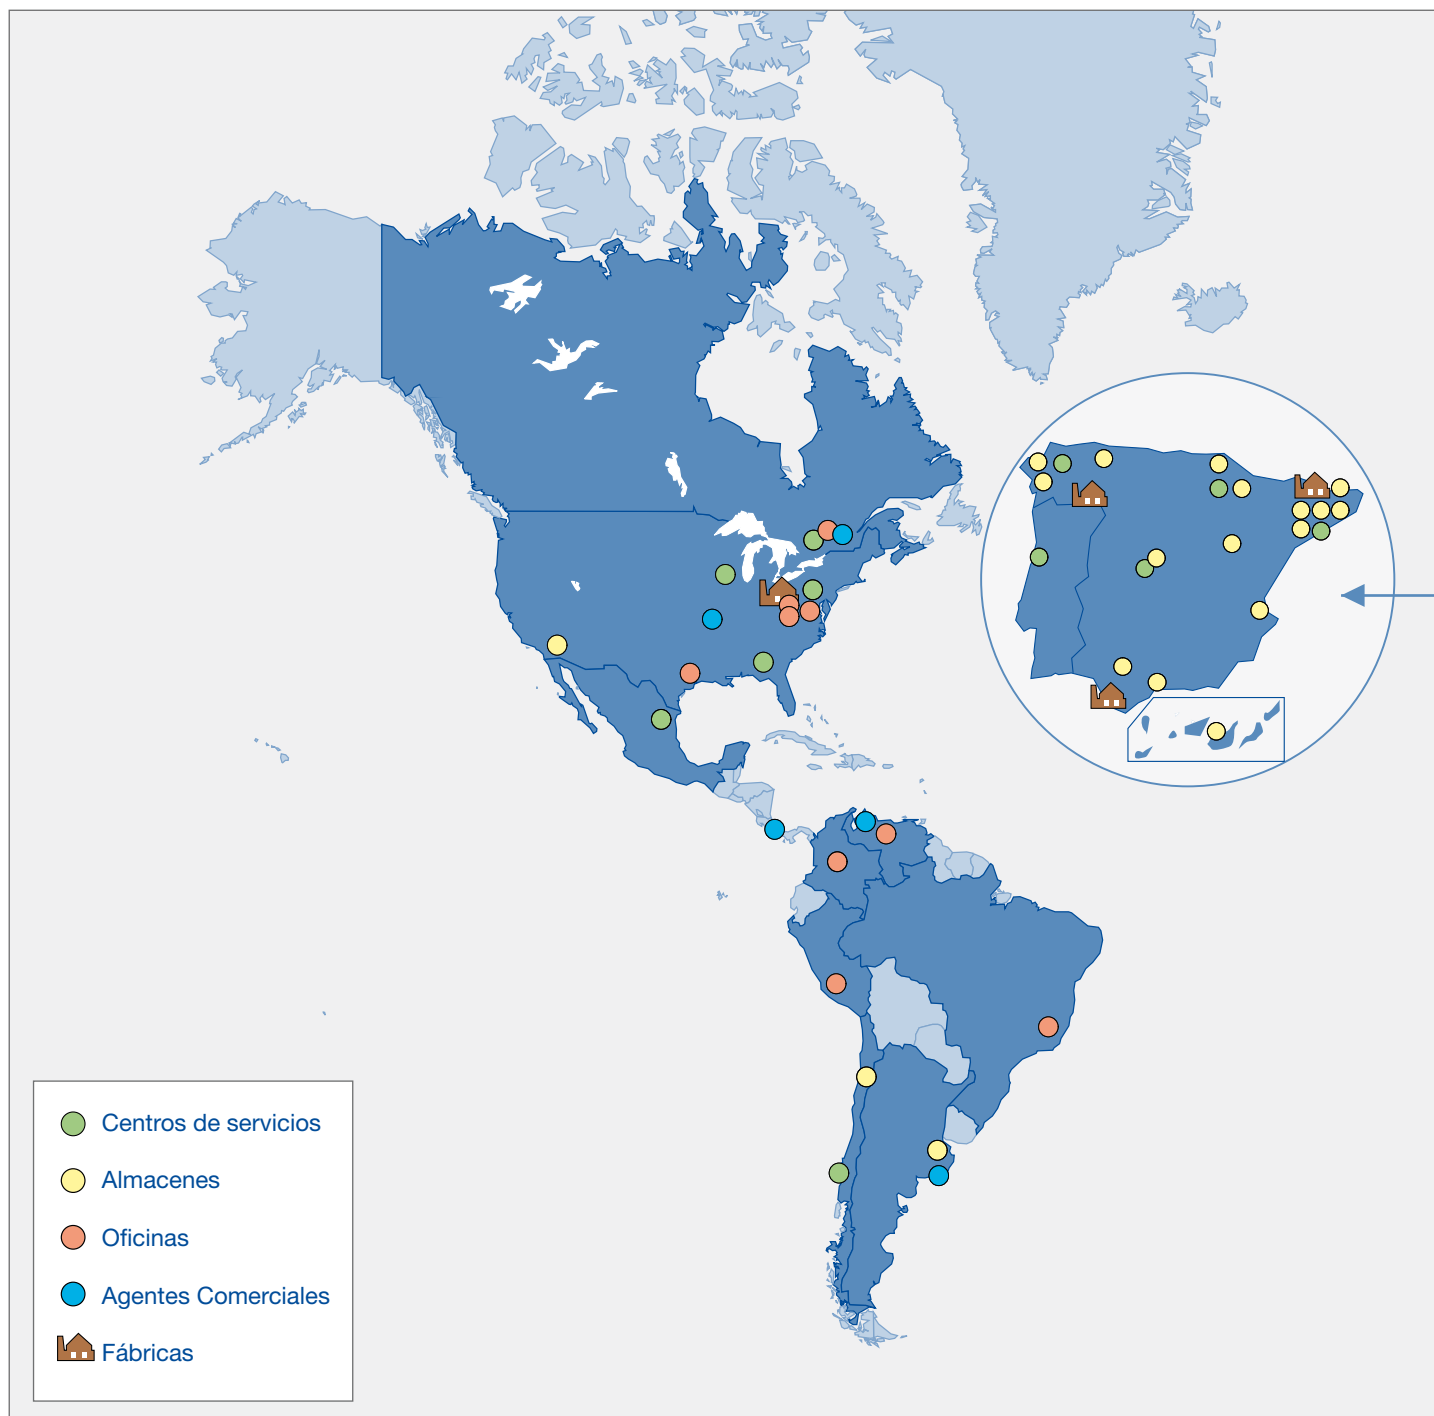 Centros de servicios
Almacenes
Oficinas
Agentes Comerciales
Fábricas